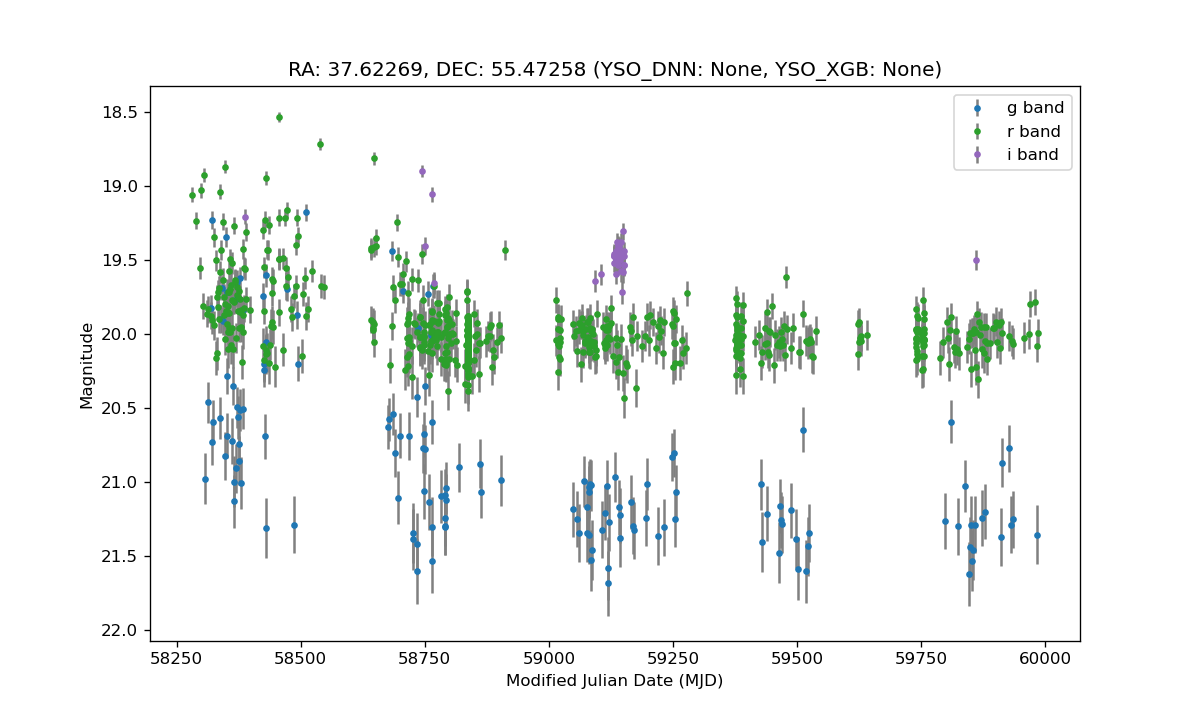 RA: 37.62269, DEC: 55.47258 (YSO_DNN: None, YSO_XGB: None)
g band
r band
i band
18.5
19.0
19.5
20.0
20.5
21.0
21.5
22.0
Magnitude
58250 58500 58750 59000 59250 59500 59750 60000
Modified Julian Date (MJD)